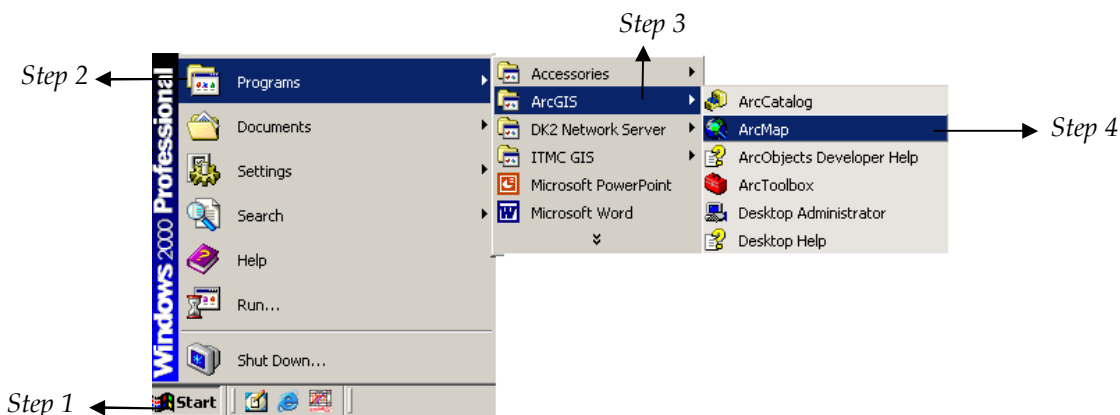 Step 3
Step 2
Windows 2000 Professional
Programs
Documents
Settings
Search
Help
Run...
Shut Down...
Accessories
ArcGIS
DK2 Network Server
ITMC GIS
Microsoft PowerPoint
Microsoft Word
ArcCatalog
ArcMap
ArcObjects Developer Help
ArcToolbox
Desktop Administrator
Desktop Help
Step 4
Step 1
Start